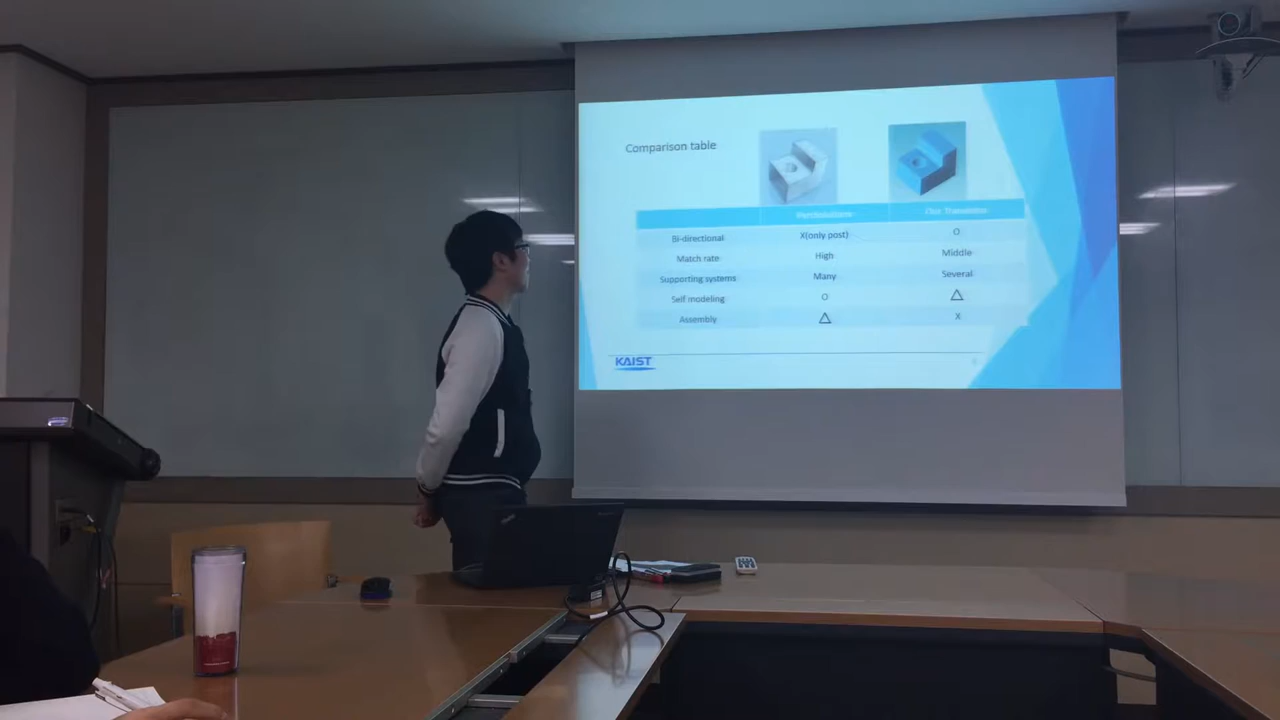 Comparison table
Bi-directional X(only post) O
Match rate High Middle
Supporting systems Many Several
Self modeling O △
Assembly △ X
KAIST